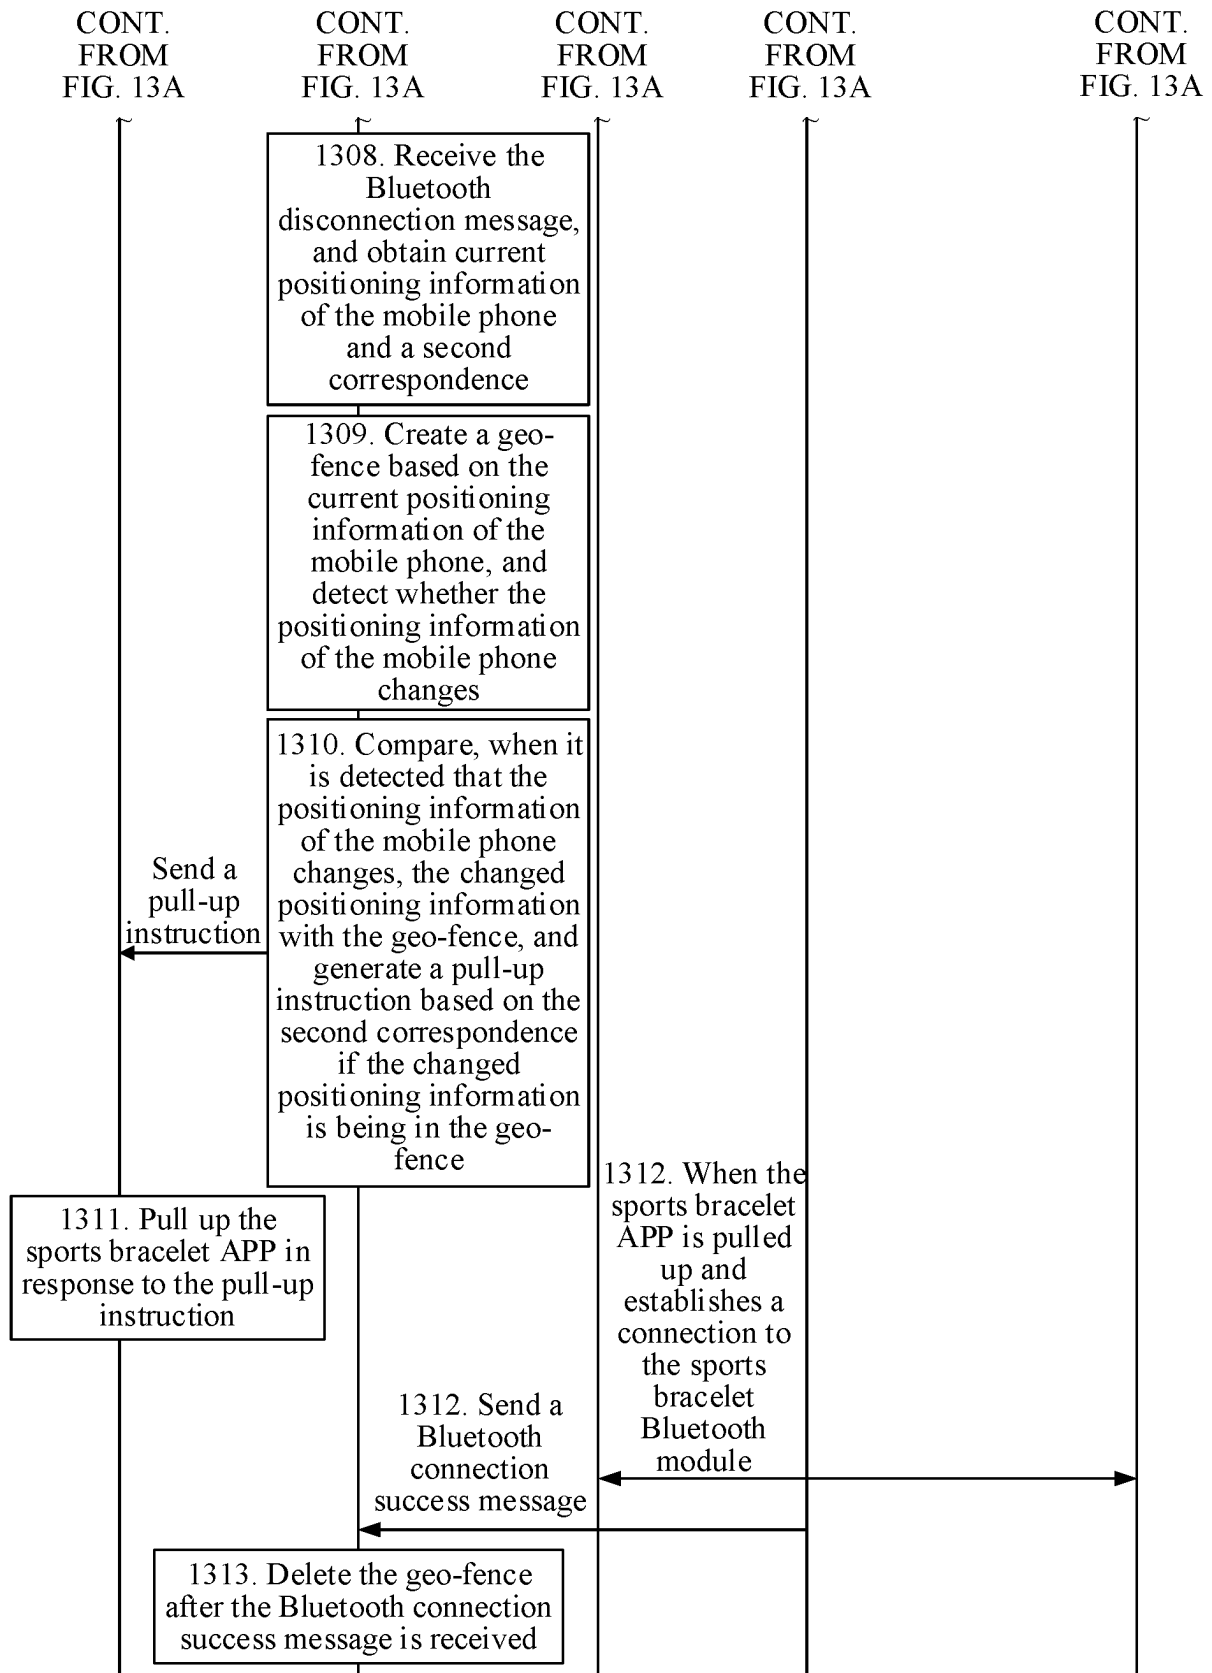 CONT.
FROM
FIG. 13A
CONT.
FROM
FIG. 13A
CONT.
FROM
FIG. 13A
CONT.
FROM
FIG. 13A
CONT.
FROM
FIG. 13A
1308. Receive the
Bluetooth
disconnection message,
and obtain current
positioning information
of the mobile phone
and a second
correspondence
1309. Create a geo-
fence based on the
current positioning
information of the
mobile phone, and
detect whether the
positioning information
of the mobile phone
changes
1310. Compare, when it
is detected that the
positioning information
of the mobile phone
changes, the changed
positioning information
with the geo-fence, and
generate a pull-up
instruction based on the
second correspondence
if the changed
positioning information
is being in the geo-
fence
Send a
pull-up
instruction
1311. Pull up the
sports bracelet APP in
response to the pull-up
instruction
1312. When the
sports bracelet
APP is pulled
up and
establishes a
connection to
the sports
bracelet
Bluetooth
module
1312. Send a
Bluetooth
connection
success message
1313. Delete the geo-fence
after the Bluetooth connection
success message is received